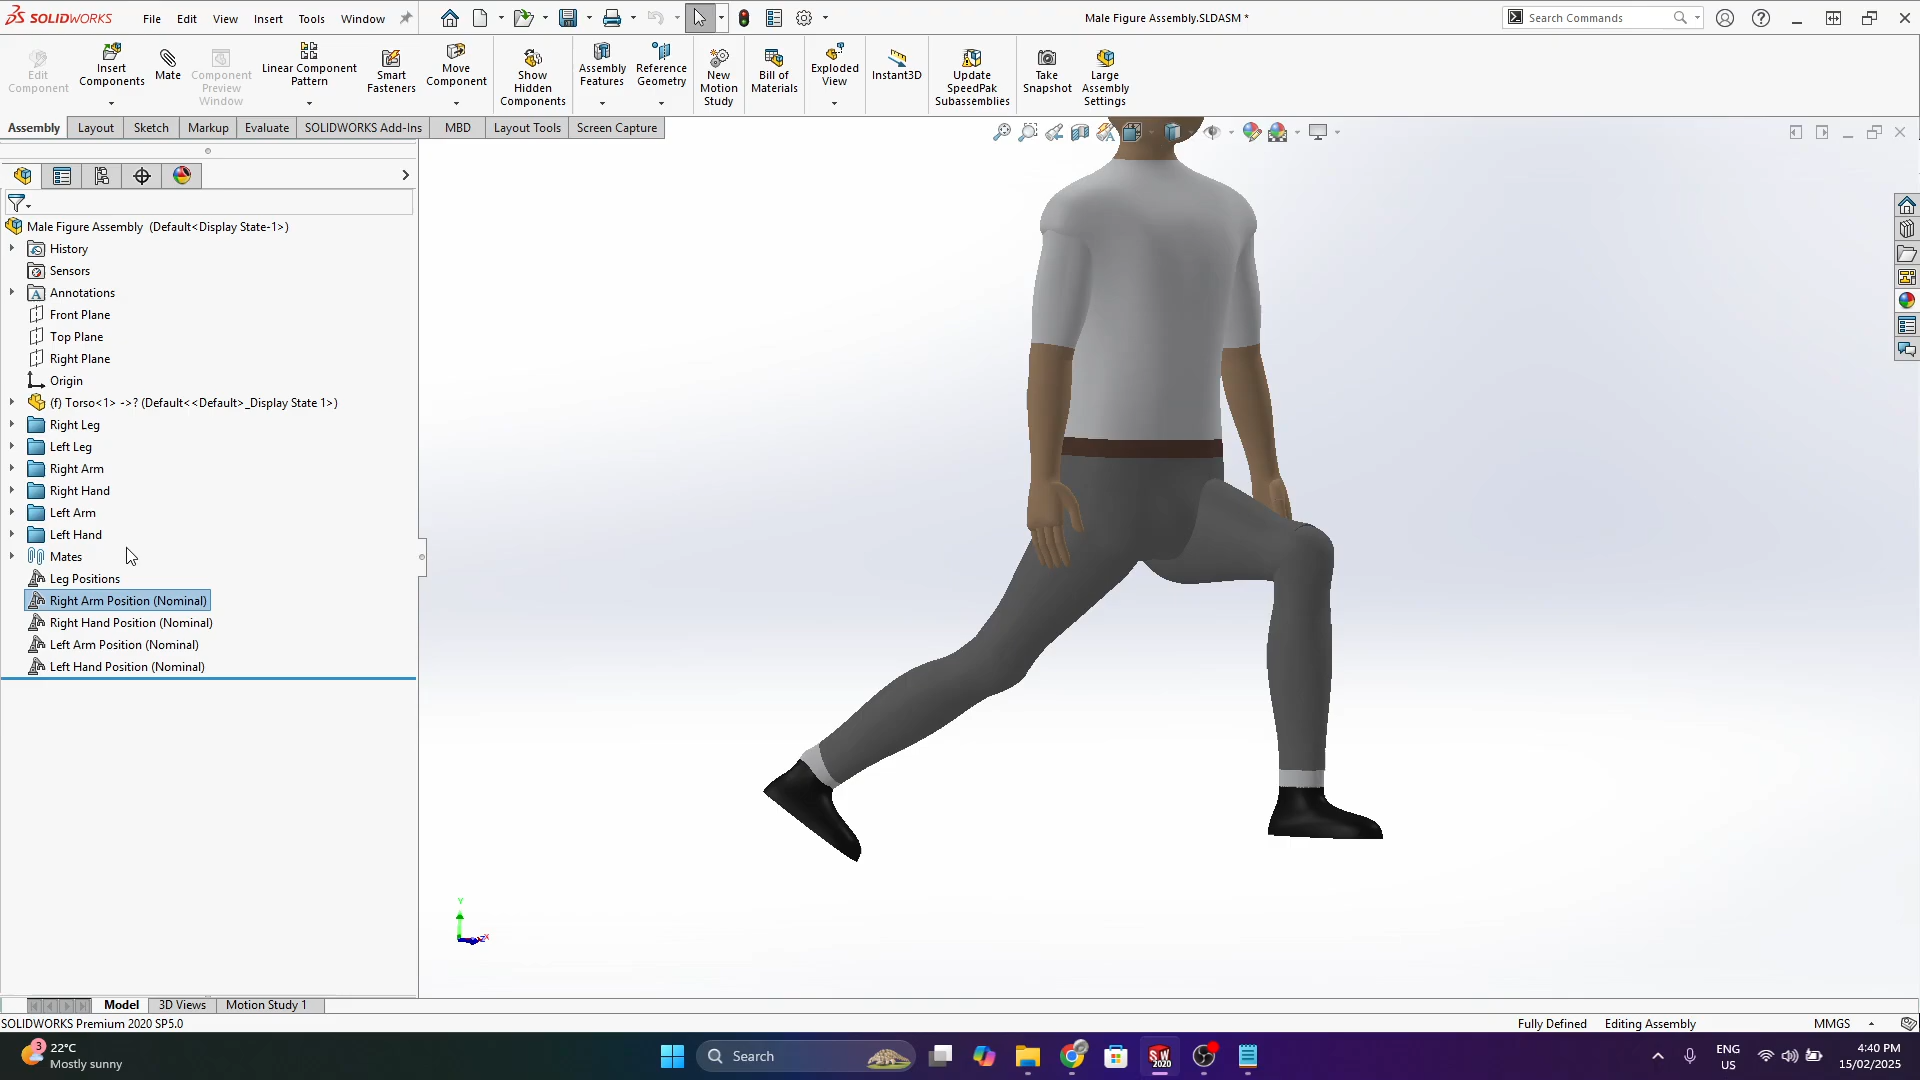 SOLIDWORKS File Edit View Insert Tools Window
Male Figure Assembly.SLDASM *
Search Commands
Edit Component
Insert Components
Mate
Component Preview Window
Linear Component Pattern
Smart Fasteners
Move Component
Show Hidden Components
Assembly Features
Reference Geometry
New Motion Study
Bill of Materials
Exploded View
Instant3D
Update SpeedPak Subassemblies
Take Snapshot
Large Assembly Settings
Assembly Layout Sketch Markup Evaluate SOLIDWORKS Add-Ins MBD Layout Tools Screen Capture
Male Figure Assembly (Default<Display State-1>)
History
Sensors
Annotations
Front Plane
Top Plane
Right Plane
Origin
(f) Torso<1> ->? (Default<<Default>_Display State 1>)
Right Leg
Left Leg
Right Arm
Right Hand
Left Arm
Left Hand
Mates
Leg Positions
Right Arm Position (Nominal)
Right Hand Position (Nominal)
Left Arm Position (Nominal)
Left Hand Position (Nominal)
Model 3D Views Motion Study 1
SOLIDWORKS Premium 2020 SP5.0
Fully Defined Editing Assembly MMGS
3
22°C
Mostly sunny
Search
SW
2020
ENG
US
4:40 PM
15/02/2025